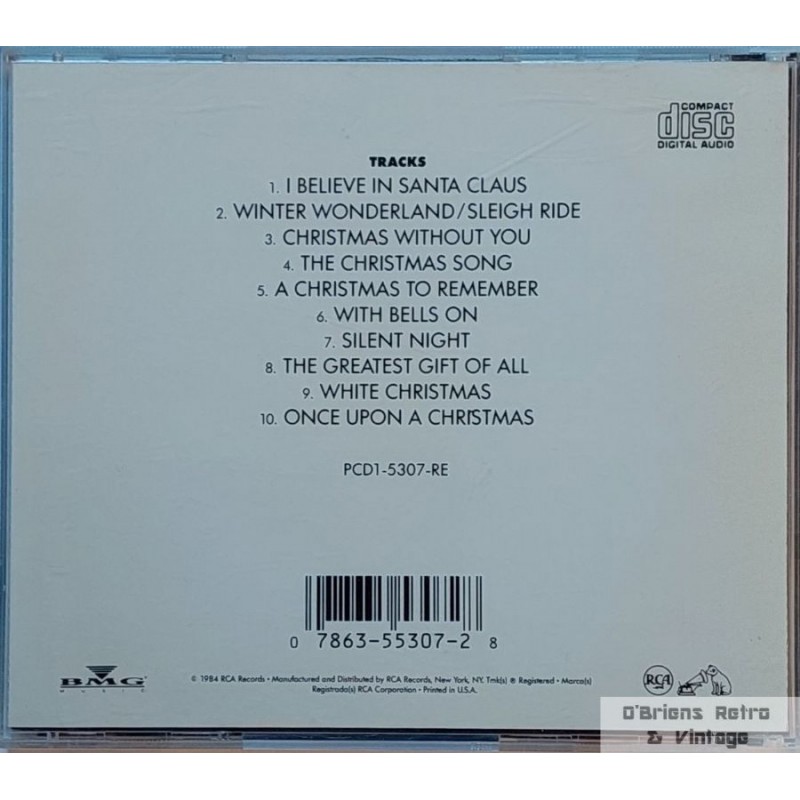 COMPACT
disc
DIGITAL AUDIO
TRACKS
1. I BELIEVE IN SANTA CLAUS
2. WINTER WONDERLAND/SLEIGH RIDE
3. CHRISTMAS WITHOUT YOU
4. THE CHRISTMAS SONG
5. A CHRISTMAS TO REMEMBER
6. WITH BELLS ON
7. SILENT NIGHT
8. THE GREATEST GIFT OF ALL
9. WHITE CHRISTMAS
10. ONCE UPON A CHRISTMAS
PCD1-5307-RE
0 7863-55307-2 8
BMG
MUSIC
© 1984 RCA Records • Manufactured and Distributed by RCA Records, New York, NY. Tmk(s) ® Registered • Marca(s)
Registrada(s) RCA Corporation • Printed in U.S.A.
RCA
O'Briens Retro
& Vintage